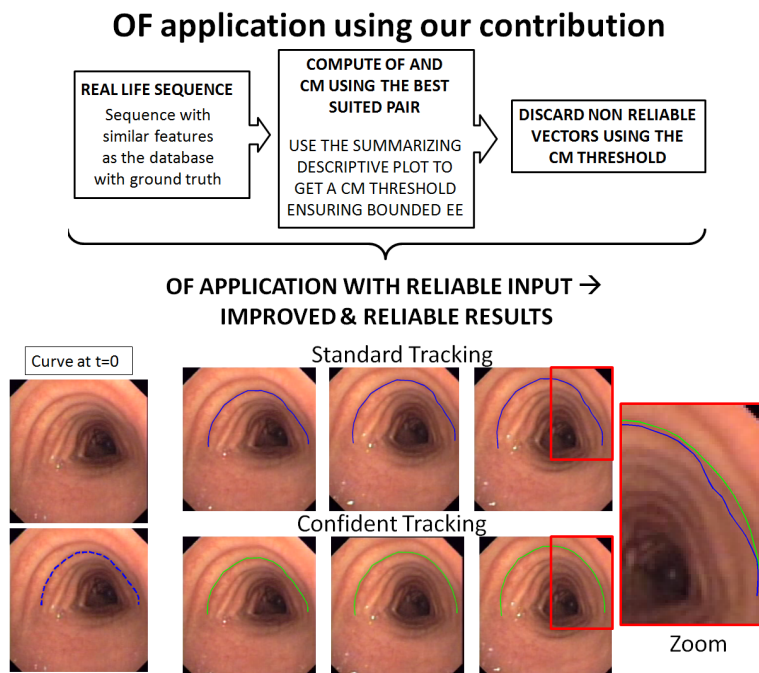 OF application using our contribution
REAL LIFE SEQUENCE
Sequence with
similar features
as the database
with ground truth
COMPUTE OF AND
CM USING THE BEST
SUITED PAIR
USE THE SUMMARIZING
DESCRIPTIVE PLOT TO
GET A CM THRESHOLD
ENSURING BOUNDED EE
DISCARD NON RELIABLE
VECTORS USING THE
CM THRESHOLD
OF APPLICATION WITH RELIABLE INPUT →
IMPROVED & RELIABLE RESULTS
Curve at t=0
Standard Tracking
Confident Tracking
Zoom